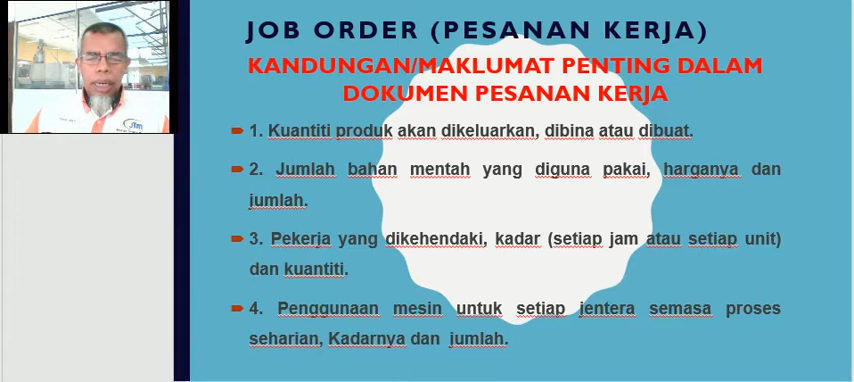 JOB ORDER (PESANAN KERJA)
KANDUNGAN/MAKLUMAT PENTING DALAM
DOKUMEN PESANAN KERJA
1. Kuantiti produk akan dikeluarkan, dibina atau dibuat.
2. Jumlah bahan mentah yang diguna pakai, harganya dan
jumlah.
3. Pekerja yang dikehendaki, kadar (setiap jam atau setiap unit)
dan kuantiti.
4. Penggunaan mesin untuk setiap jentera semasa proses
seharian, Kadarnya dan jumlah.